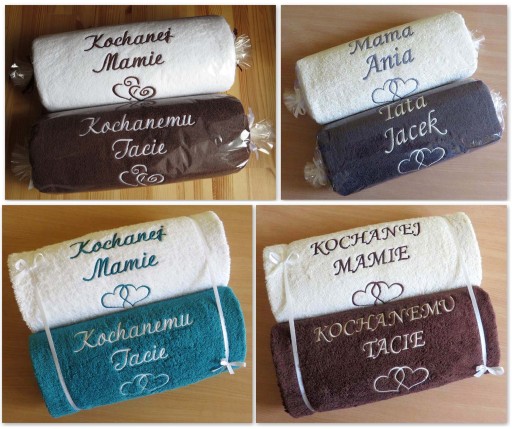 Kochanej
Mamie
Kochanemu
Tacie
Mama
Ania
Tata
Jacek
Kochanej
Mamie
Kochanemu
Tacie
KOCHANEJ
MAMIE
KOCHANEMU
TACIE